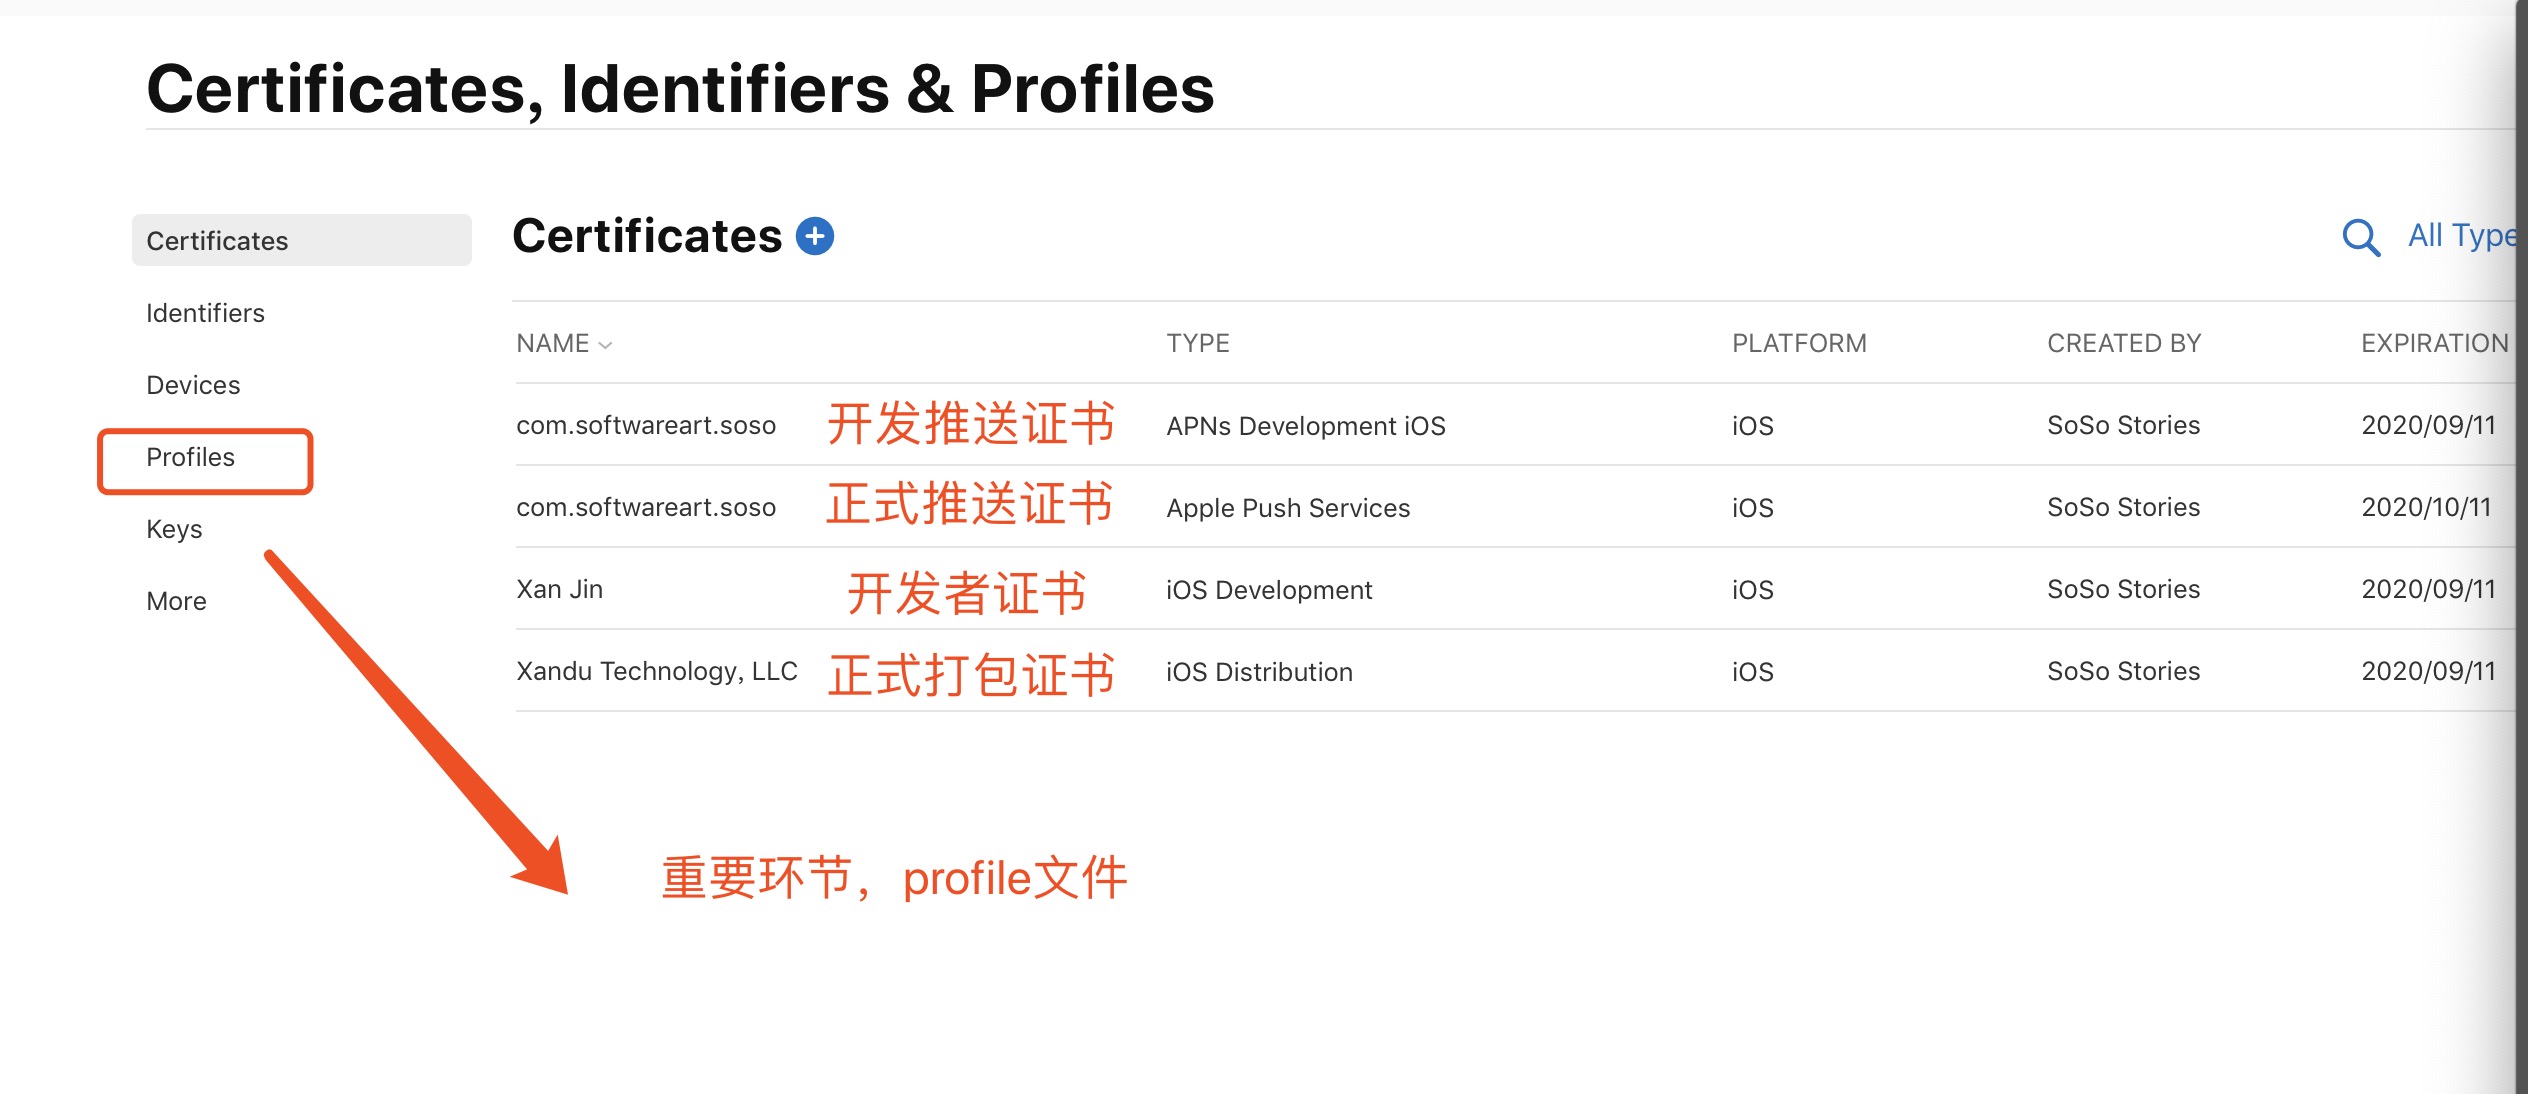 Certificates, Identifiers & Profiles
Certificates
Identifiers
Devices
Profiles
Keys
More
Certificates
All Type
NAME TYPE PLATFORM CREATED BY EXPIRATION
com.softwareart.soso 开发推送证书 APNs Development iOS iOS SoSo Stories 2020/09/11
com.softwareart.soso 正式推送证书 Apple Push Services iOS SoSo Stories 2020/10/11
Xan Jin 开发者证书 iOS Development iOS SoSo Stories 2020/09/11
Xandu Technology, LLC 正式打包证书 iOS Distribution iOS SoSo Stories 2020/09/11
重要环节，profile文件